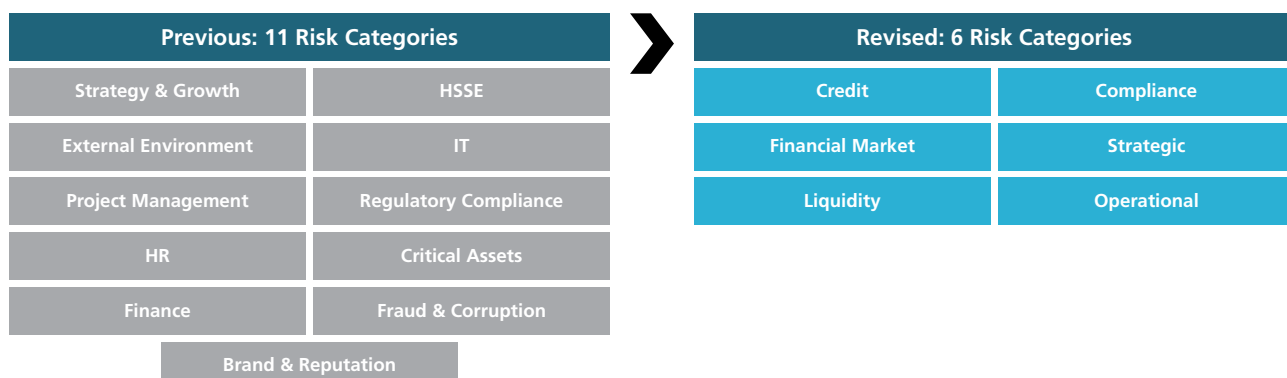 Previous: 11 Risk Categories
Strategy & Growth
HSSE
External Environment
IT
Project Management
Regulatory Compliance
HR
Critical Assets
Finance
Fraud & Corruption
Brand & Reputation
Revised: 6 Risk Categories
Credit
Compliance
Financial Market
Strategic
Liquidity
Operational